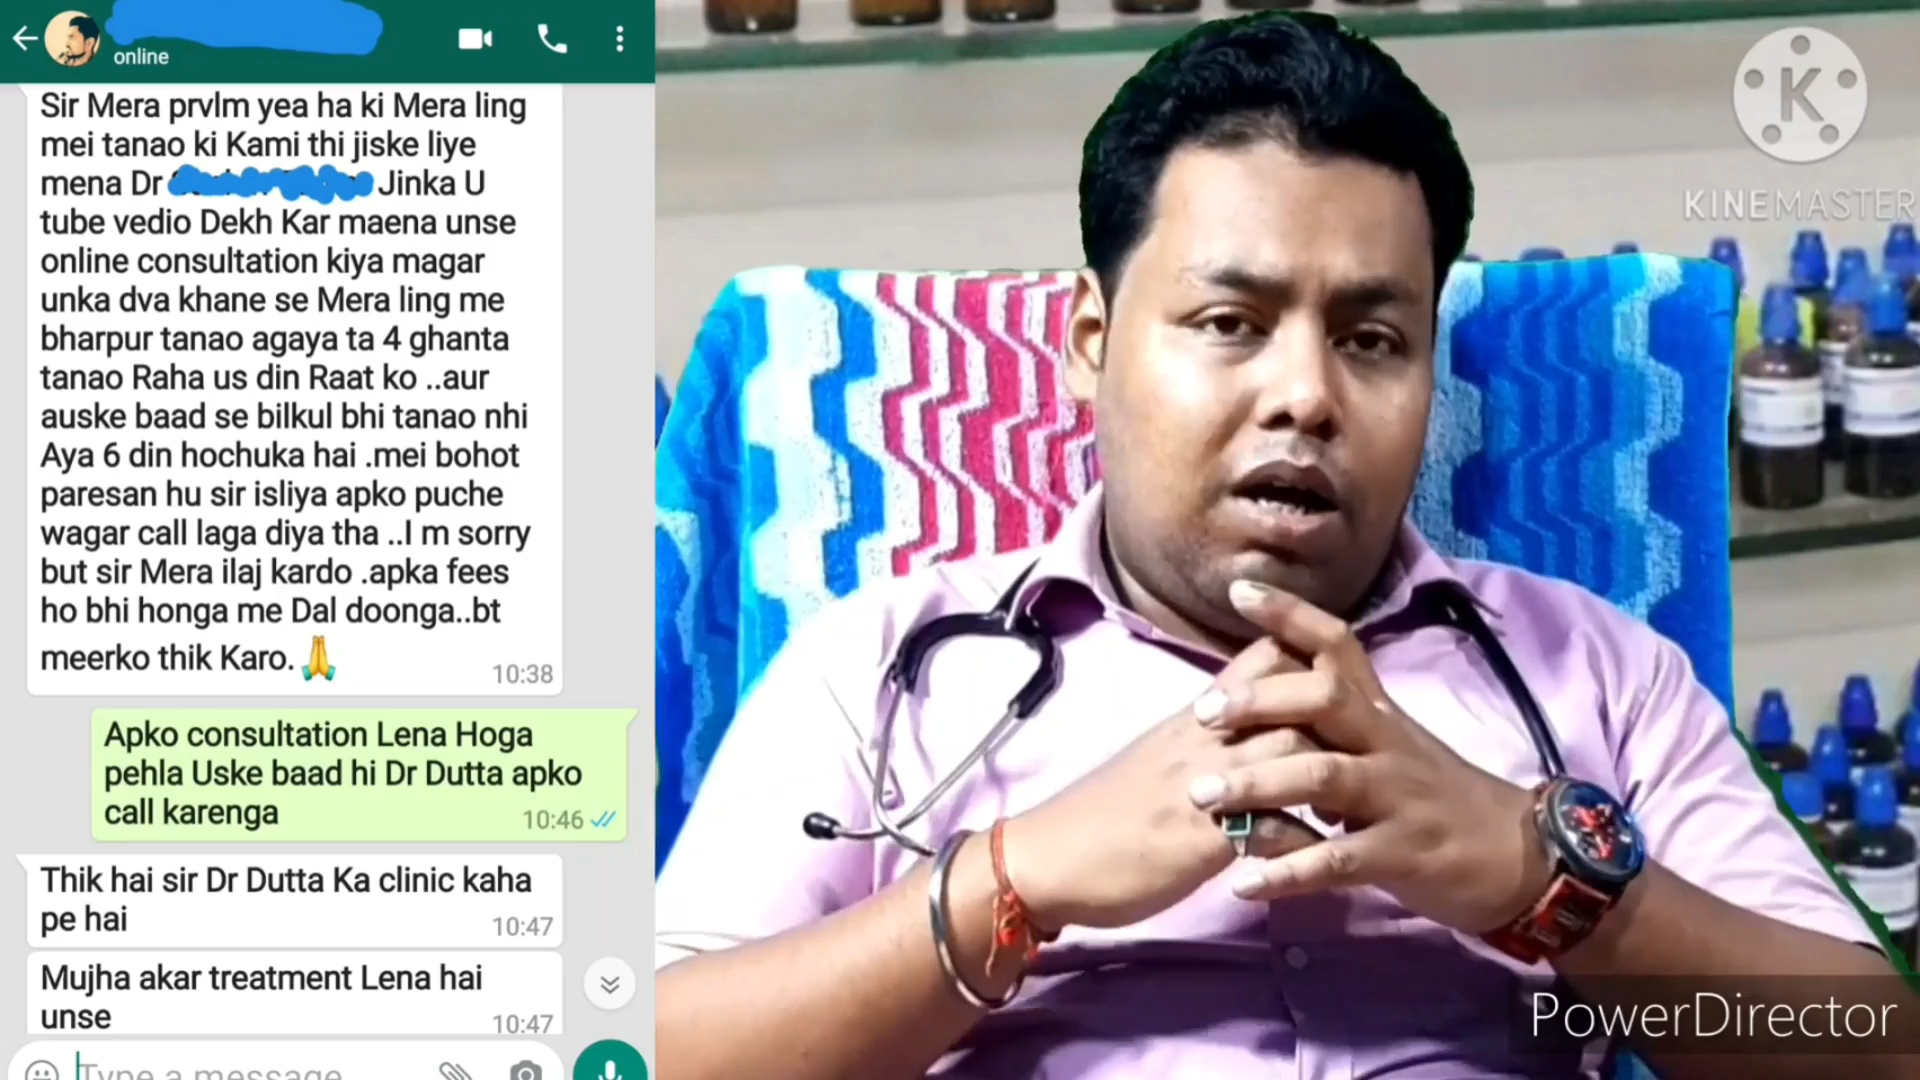 online
Sir Mera prvlm yea ha ki Mera ling
mei tanao ki Kami thi jiske liye
mena Dr Jinka U
tube vedio Dekh Kar maena unse
online consultation kiya magar
unka dva khane se Mera ling me
bharpur tanao agaya ta 4 ghanta
tanao Raha us din Raat ko ..aur
auske baad se bilkul bhi tanao nhi
Aya 6 din hochuka hai .mei bohot
paresan hu sir isliya apko puche
wagar call laga diya tha ..I m sorry
but sir Mera ilaj kardo .apka fees
ho bhi honga me Dal doonga..bt
meerko thik Karo.🙏
10:38
Apko consultation Lena Hoga
pehla Uske baad hi Dr Dutta apko
call karenga
10:46
Thik hai sir Dr Dutta Ka clinic kaha
pe hai
10:47
Mujha akar treatment Lena hai
unse
10:47
Type a message
K
KINEMASTER
PowerDirector